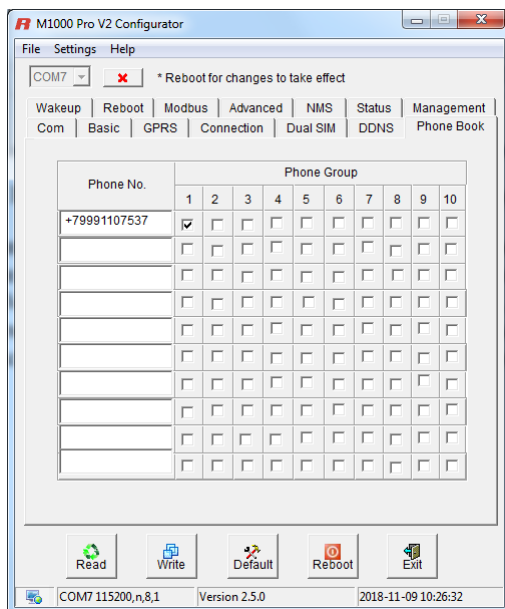 M1000 Pro V2 Configurator
File Settings Help
COM7 * Reboot for changes to take effect
Wakeup Reboot Modbus Advanced NMS Status Management
Com Basic GPRS Connection Dual SIM DDNS Phone Book
Phone No. Phone Group
1 2 3 4 5 6 7 8 9 10
+79991107537
Read Write Default Reboot Exit
COM7 115200,n,8,1 Version 2.5.0 2018-11-09 10:26:32